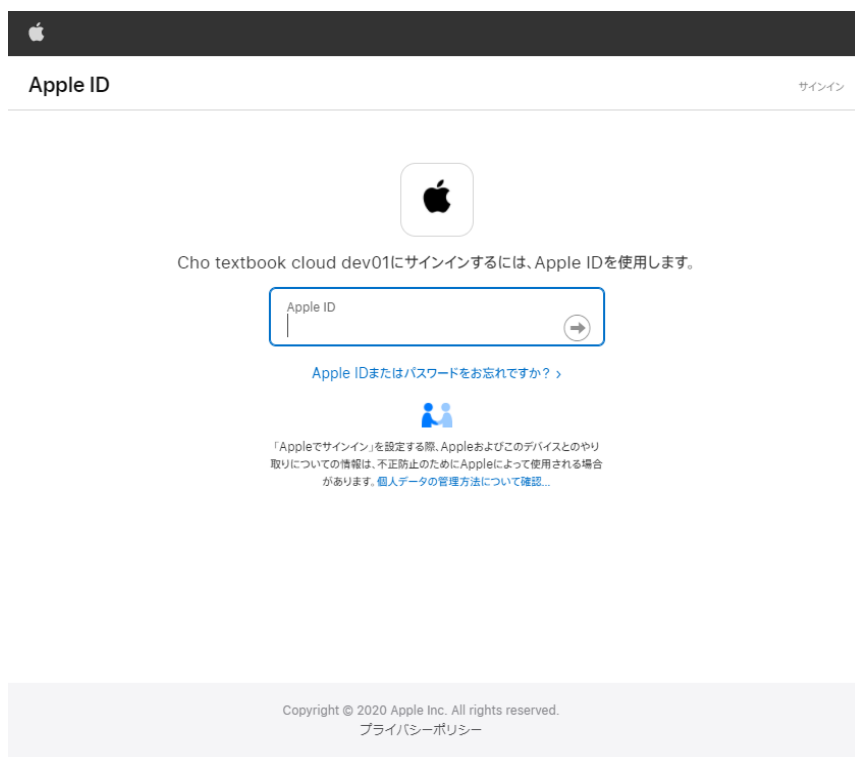 Apple ID
サインイン
Cho textbook cloud dev01にサインインするには、Apple IDを使用します。
Apple ID
Apple IDまたはパスワードをお忘れですか? ›
「Appleでサインイン」を設定する際、Appleおよびこのデバイスとのやり
取りについての情報は、不正防止のためにAppleによって使用される場合
があります。個人データの管理方法について確認...
Copyright © 2020 Apple Inc. All rights reserved.
プライバシーポリシー